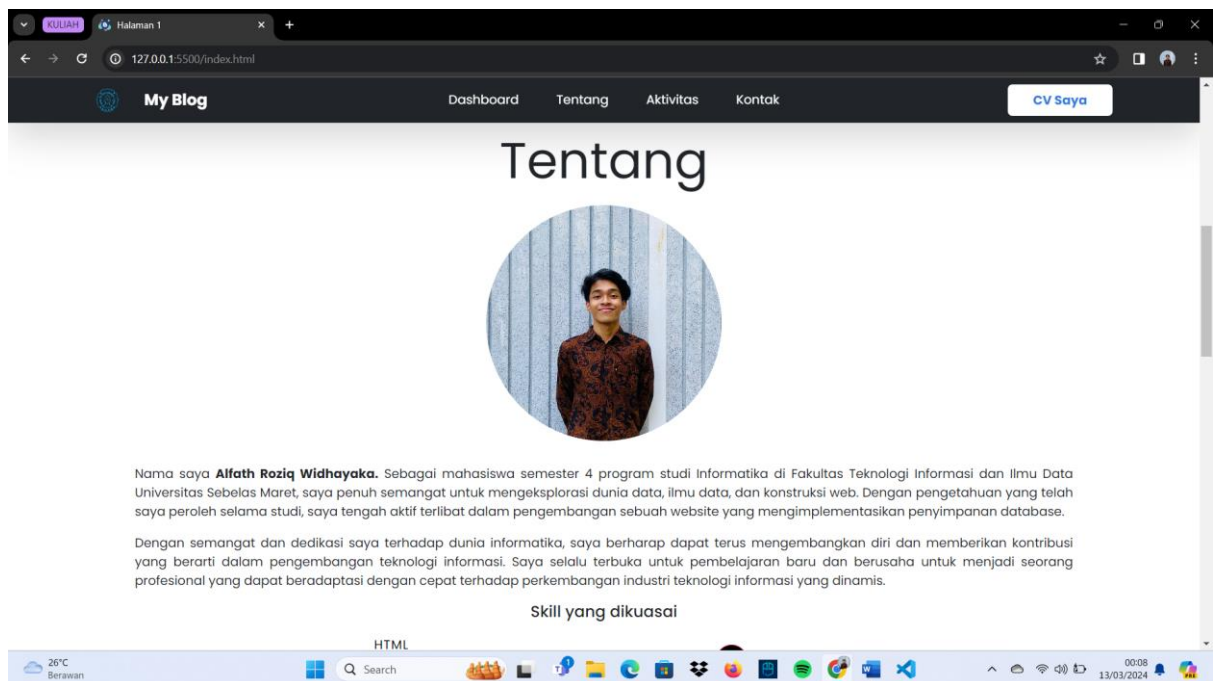 KULIAH
Halaman 1
127.0.0.1:5500/index.html
My Blog
Dashboard
Tentang
Aktivitas
Kontak
CV Saya
Tentang
Nama saya Alfath Roziq Widhayaka. Sebagai mahasiswa semester 4 program studi Informatika di Fakultas Teknologi Informasi dan Ilmu Data
Universitas Sebelas Maret, saya penuh semangat untuk mengeksplorasi dunia data, ilmu data, dan konstruksi web. Dengan pengetahuan yang telah
saya peroleh selama studi, saya tengah aktif terlibat dalam pengembangan sebuah website yang mengimplementasikan penyimpanan database.
Dengan semangat dan dedikasi saya terhadap dunia informatika, saya berharap dapat terus mengembangkan diri dan memberikan kontribusi
yang berarti dalam pengembangan teknologi informasi. Saya selalu terbuka untuk pembelajaran baru dan berusaha untuk menjadi seorang
profesional yang dapat beradaptasi dengan cepat terhadap perkembangan industri teknologi informasi yang dinamis.
Skill yang dikuasai
HTML
26°C
Berawan
Search
00:08
13/03/2024